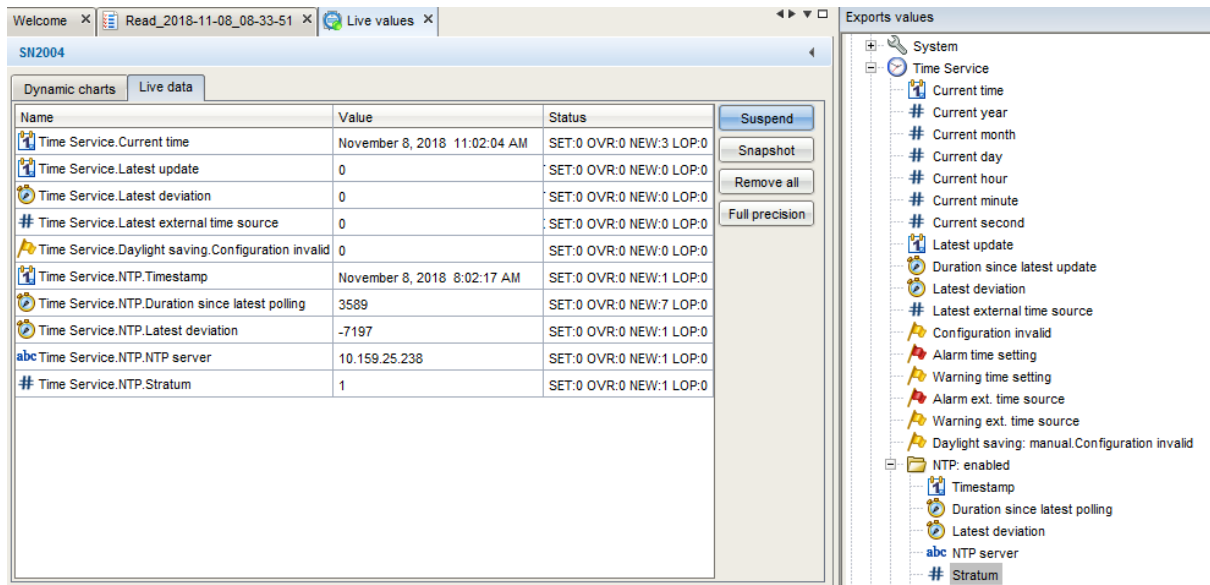 Welcome
Read_2018-11-08_08-33-51
Live values
SN2004
Dynamic charts
Live data
Name Value Status
Time Service.Current time November 8, 2018 11:02:04 AM SET:0 OVR:0 NEW:3 LOP:0
Time Service.Latest update 0 SET:0 OVR:0 NEW:0 LOP:0
Time Service.Latest deviation 0 SET:0 OVR:0 NEW:0 LOP:0
Time Service.Latest external time source 0 SET:0 OVR:0 NEW:0 LOP:0
Time Service.Daylight saving.Configuration invalid 0 SET:0 OVR:0 NEW:0 LOP:0
Time Service.NTP.Timestamp November 8, 2018 8:02:17 AM SET:0 OVR:0 NEW:1 LOP:0
Time Service.NTP.Duration since latest polling 3589 SET:0 OVR:0 NEW:7 LOP:0
Time Service.NTP.Latest deviation -7197 SET:0 OVR:0 NEW:1 LOP:0
abc Time Service.NTP.NTP server 10.159.25.238 SET:0 OVR:0 NEW:1 LOP:0
# Time Service.NTP.Stratum 1 SET:0 OVR:0 NEW:1 LOP:0
Suspend
Snapshot
Remove all
Full precision
Exports values
System
Time Service
Current time
# Current year
# Current month
# Current day
# Current hour
# Current minute
# Current second
Latest update
Duration since latest update
Latest deviation
# Latest external time source
Configuration invalid
Alarm time setting
Warning time setting
Alarm ext. time source
Warning ext. time source
Daylight saving: manual.Configuration invalid
NTP: enabled
Timestamp
Duration since latest polling
Latest deviation
abc NTP server
# Stratum